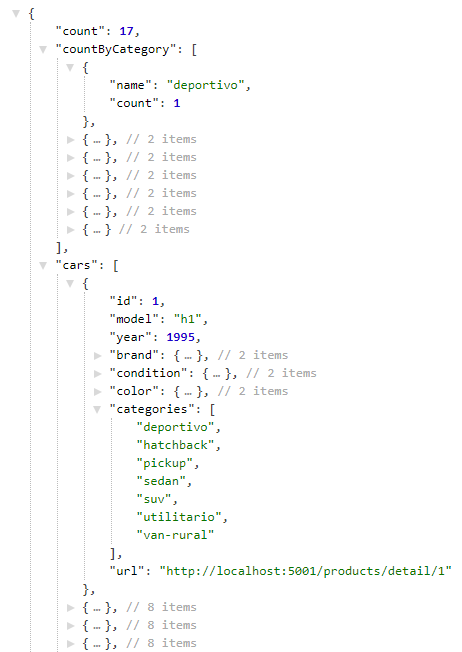 {
"count": 17,
"countByCategory": [
{
"name": "deportivo",
"count": 1
},
{ … }, // 2 items
{ … }, // 2 items
{ … }, // 2 items
{ … }, // 2 items
{ … }, // 2 items
{ … } // 2 items
],
"cars": [
{
"id": 1,
"model": "h1",
"year": 1995,
"brand": { … }, // 2 items
"condition": { … }, // 2 items
"color": { … }, // 2 items
"categories": [
"deportivo",
"hatchback",
"pickup",
"sedan",
"suv",
"utilitario",
"van-rural"
],
"url": "http://localhost:5001/products/detail/1"
},
{ … }, // 8 items
{ … }, // 8 items
{ … }, // 8 items